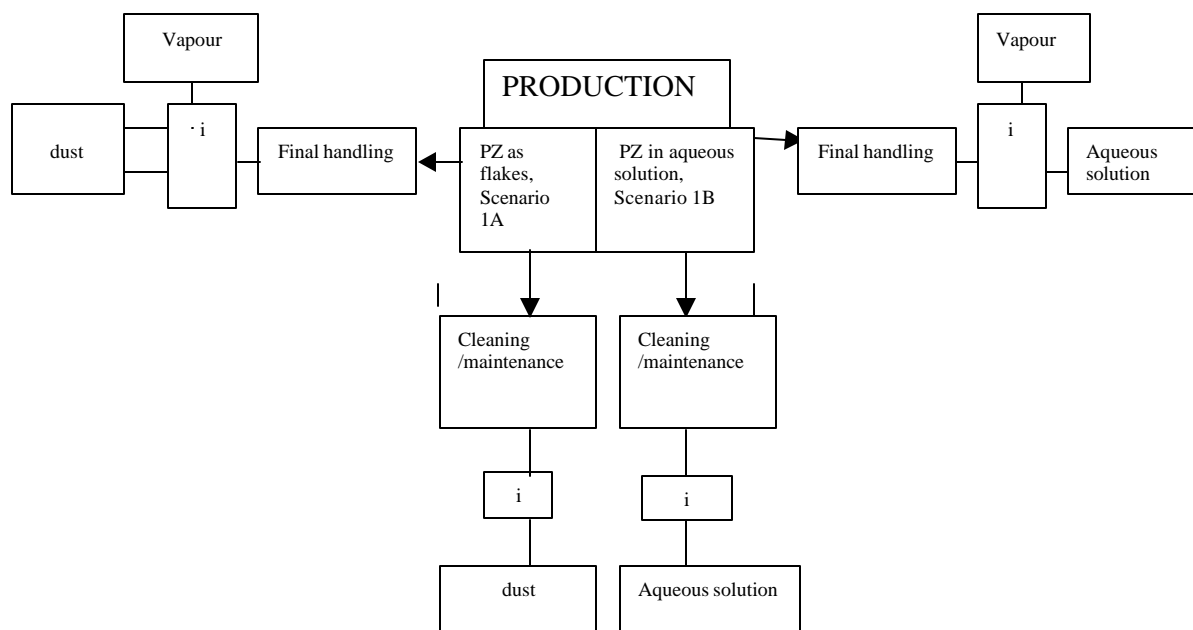 Vapour
Vapour
PRODUCTION
dust
· i
Final handling
PZ as
flakes,
Scenario
1A
PZ in aqueous
solution,
Scenario 1B
Final handling
i
Aqueous
solution
Cleaning
/maintenance
Cleaning
/maintenance
i
i
dust
Aqueous solution